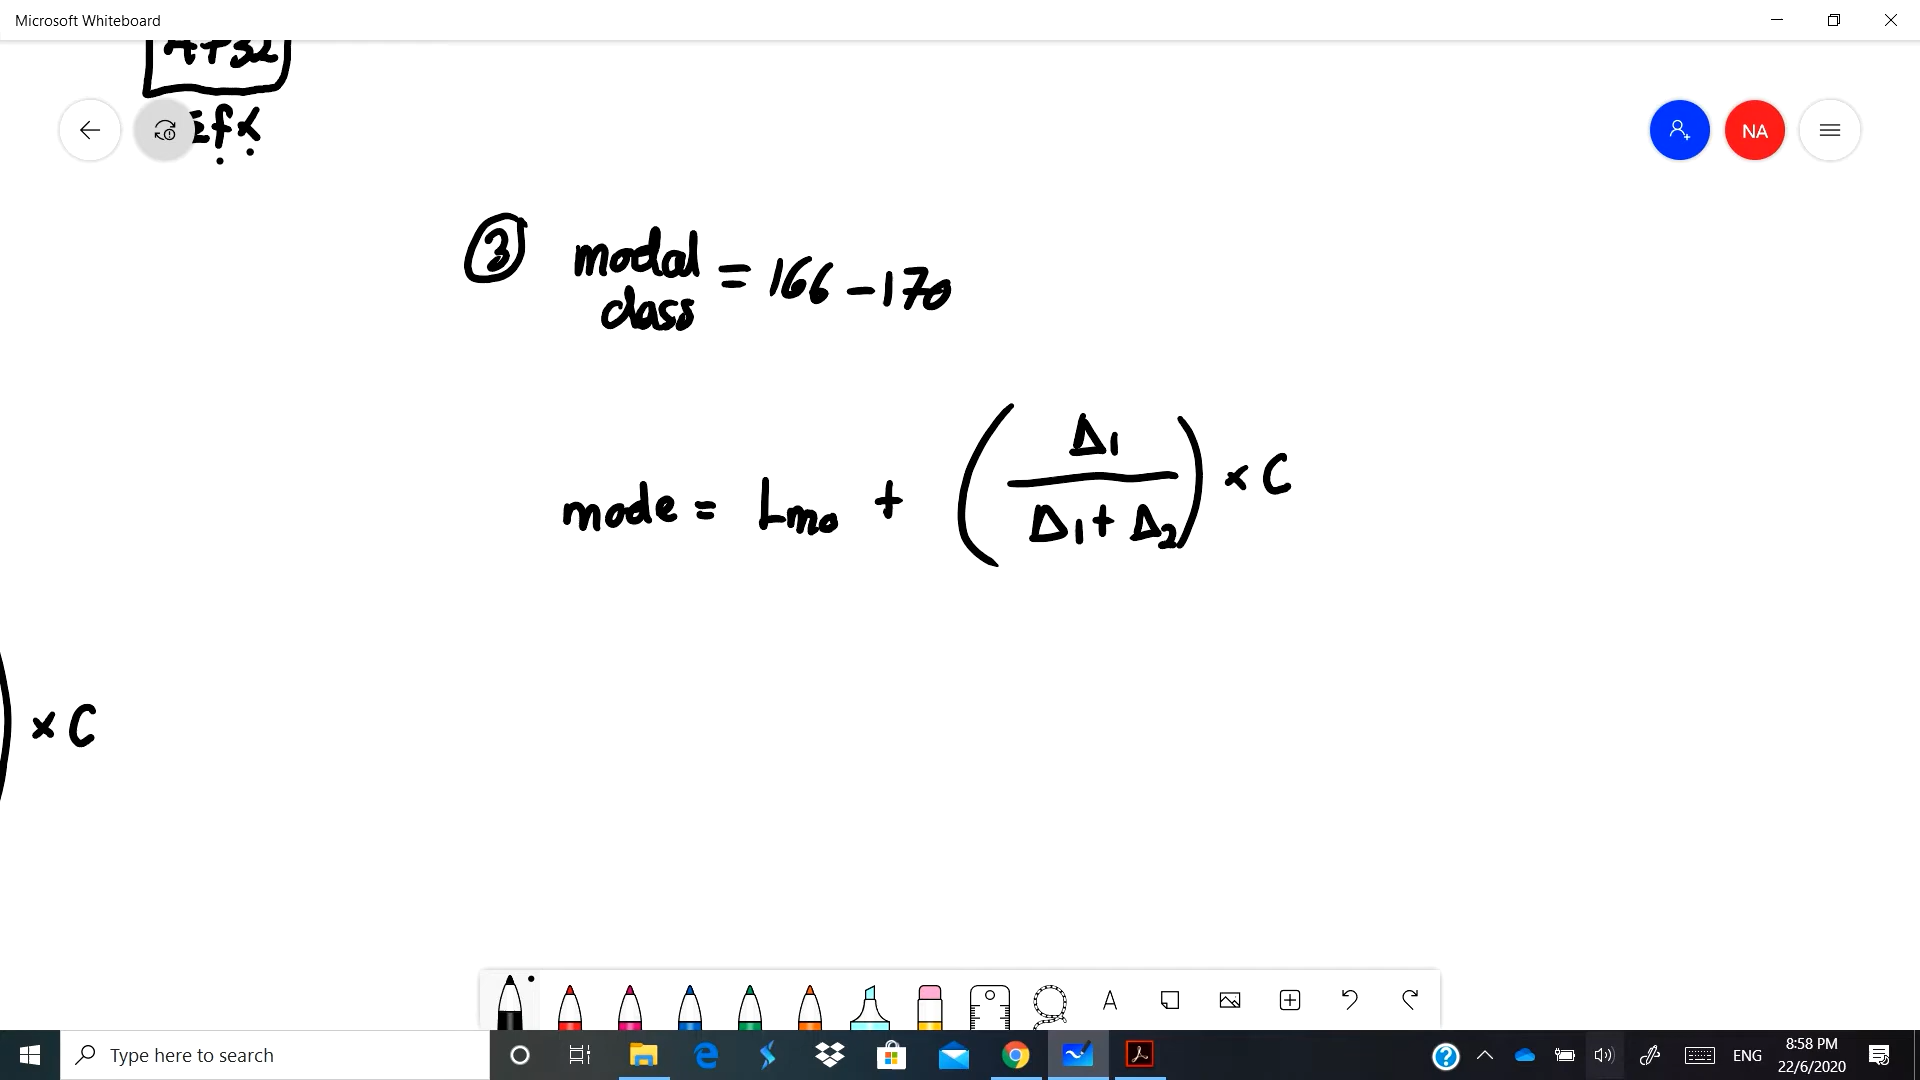 Microsoft Whiteboard
Σfx
NA
③ modal class = 166 - 170
mode = Lmo + (Δ1 / Δ1 + Δ2) × C
) × C
A
Type here to search
ENG
8:58 PM
22/6/2020